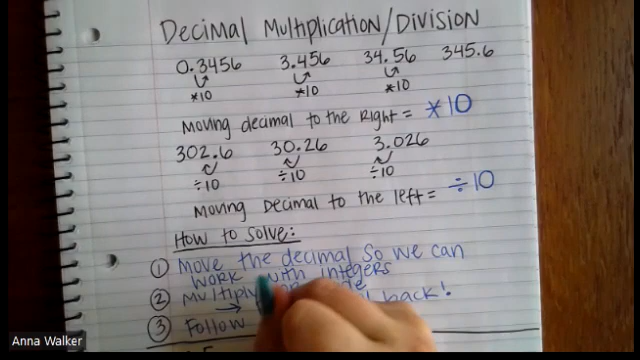 Decimal Multiplication/Division
0.3456 3.456 34.56 345.6
*10 *10 *10
Moving decimal to the Right = *10
302.6 30.26 3.026
÷10 ÷10 ÷10
Moving Decimal to the left = ÷10
How to solve:
① Move the decimal so we can
work with integers
② Multiply
→ back!
③ Follow
Anna Walker